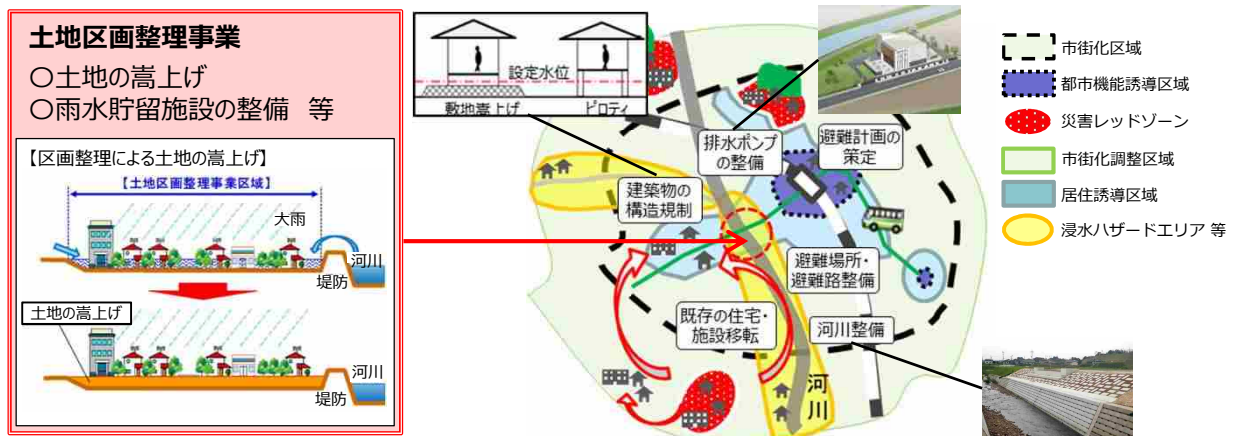 土地区画整理事業
〇土地の嵩上げ
〇雨水貯留施設の整備 等
【区画整理による土地の嵩上げ】
【土地区画整理事業区域】
大雨
河川
堤防
土地の嵩上げ
河川
堤防
設定水位
敷地嵩上げ
ピロティ
排水ポンプ
の整備
避難計画の
策定
建築物の
構造規制
避難場所・
避難路整備
既存の住宅・
施設移転
河川整備
河川
市街化区域
都市機能誘導区域
災害レッドゾーン
市街化調整区域
居住誘導区域
浸水ハザードエリア 等